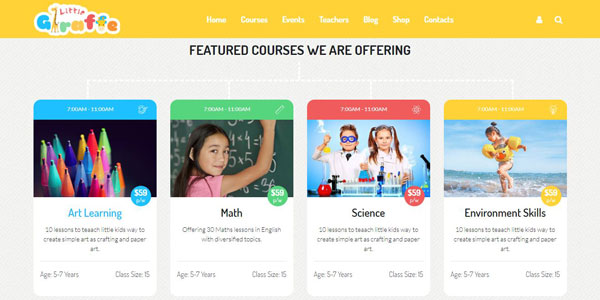 Little
Giraffe
Home Courses Events Teachers Blog Shop Contacts
FEATURED COURSES WE ARE OFFERING
7:00AM - 11:00AM
$59
p/w
Art Learning
10 lessons to teaach little kids way to
create simple art as crafting and paper
art.
Age: 5-7 Years Class Size: 15
7:00AM - 11:00AM
$59
p/w
Math
Offering 30 Maths lessons in English
with diversified topics.
Age: 5-7 Years Class Size: 15
7:00AM - 11:00AM
$59
p/w
Science
10 lessons to teaach little kids way to
create simple art as crafting and paper
art.
Age: 5-7 Years Class Size: 15
7:00AM - 11:00AM
$59
p/w
Environment Skills
10 lessons to teaach little kids way to
create simple art as crafting and paper
art.
Age: 5-7 Years Class Size: 15